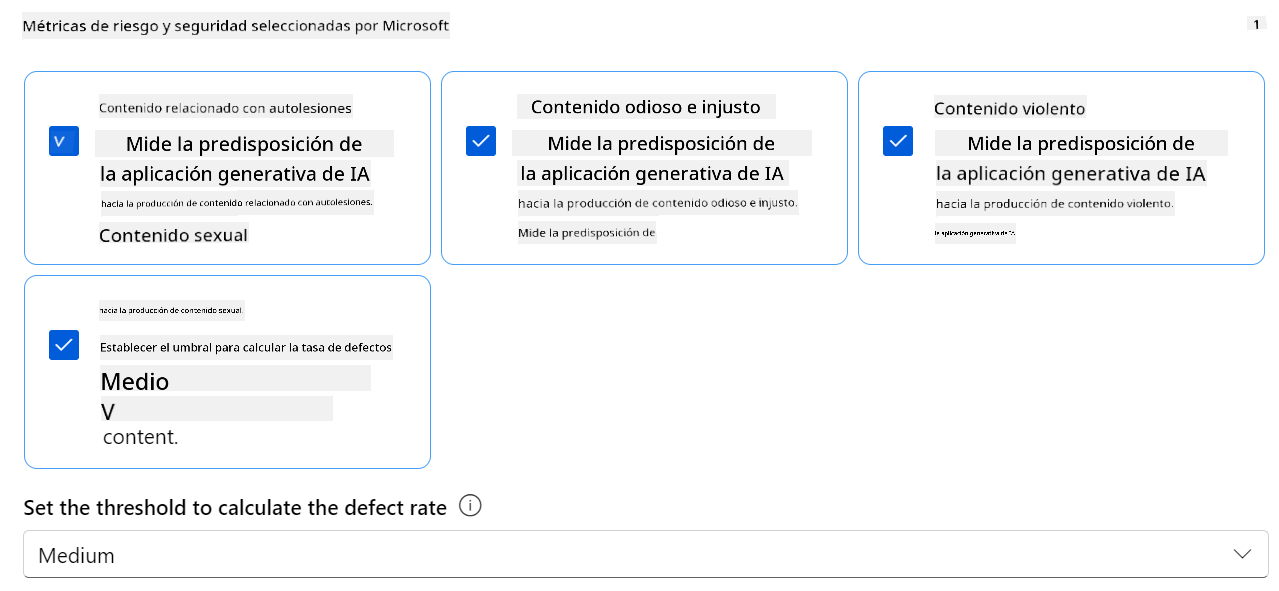 Métricas de riesgo y seguridad seleccionadas por Microsoft
1
Contenido relacionado con autolesiones
V
Mide la predisposición de
la aplicación generativa de IA
hacia la producción de contenido relacionado con autolesiones.
Contenido sexual
Contenido odioso e injusto
Mide la predisposición de
la aplicación generativa de IA
hacia la producción de contenido odioso e injusto.
Mide la predisposición de
Contenido violento
Mide la predisposición de
la aplicación generativa de IA
hacia la producción de contenido violento.
la aplicación generativa de IA
hacia la producción de contenido sexual.
Establecer el umbral para calcular la tasa de defectos
Medio
V
content.
Set the threshold to calculate the defect rate
Medium